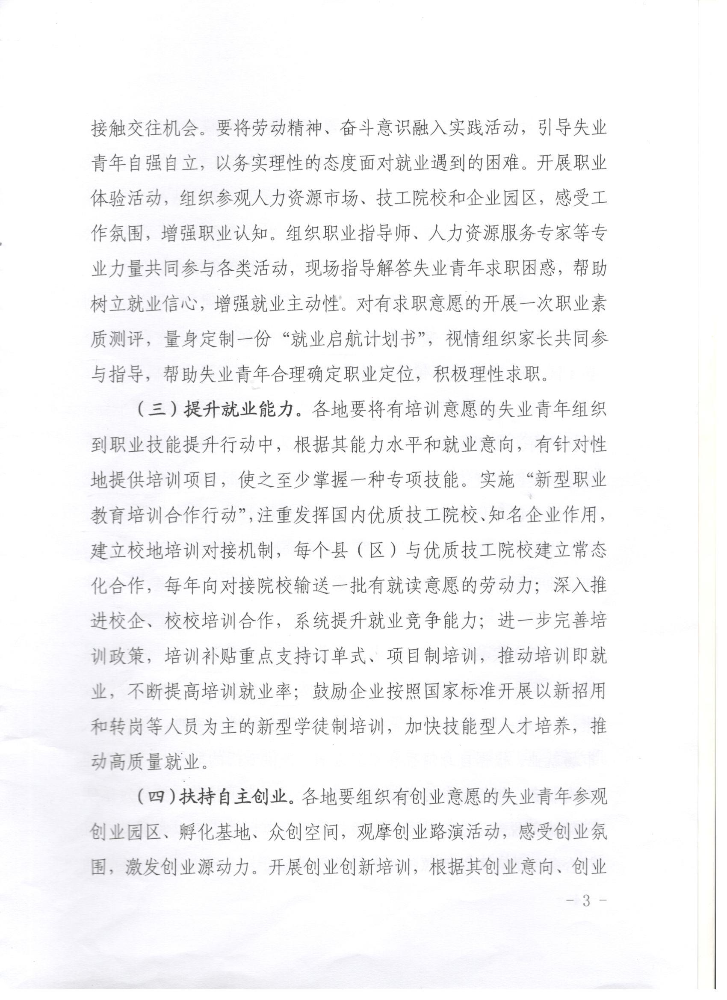 接触交往机会。要将劳动精神、奋斗意识融入实践活动，引导失业
青年自强自立，以务实理性的态度面对就业遇到的困难。开展职业
体验活动，组织参观人力资源市场、技工院校和企业园区，感受工
作氛围，增强职业认知。组织职业指导师、人力资源服务专家等专
业力量共同参与各类活动，现场指导解答失业青年求职困惑，帮助
树立就业信心，增强就业主动性。对有求职意愿的开展一次职业素
质测评，量身定制一份“就业启航计划书”，视情组织家长共同参
与指导，帮助失业青年合理确定职业定位，积极理性求职。
（三）提升就业能力。各地要将有培训意愿的失业青年组织
到职业技能提升行动中，根据其能力水平和就业意向，有针对性
地提供培训项目，使之至少掌握一种专项技能。实施“新型职业
教育培训合作行动”，注重发挥国内优质技工院校、知名企业作用，
建立校地培训对接机制，每个县（区）与优质技工院校建立常态
化合作，每年向对接院校输送一批有就读意愿的劳动力；深入推
进校企、校校培训合作，系统提升就业竞争能力；进一步完善培
训政策，培训补贴重点支持订单式、项目制培训，推动培训即就
业，不断提高培训就业率；鼓励企业按照国家标准开展以新招用
和转岗等人员为主的新型学徒制培训，加快技能型人才培养，推
动高质量就业。
（四）扶持自主创业。各地要组织有创业意愿的失业青年参观
创业园区、孵化基地、众创空间，观摩创业路演活动，感受创业氛
围，激发创业源动力。开展创业创新培训，根据其创业意向、创业
- 3 -